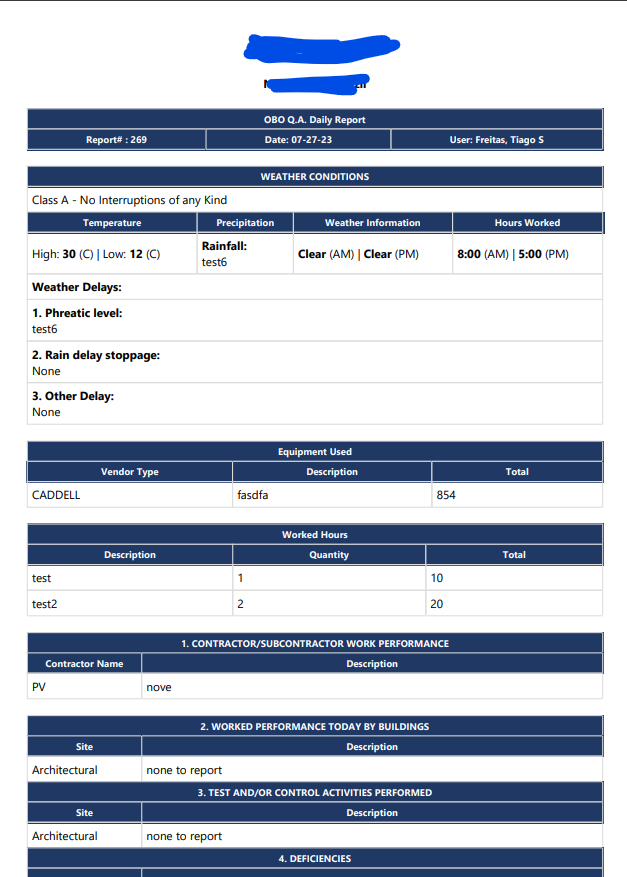 OBO Q.A. Daily Report
Report# : 269 Date: 07-27-23 User: Freitas, Tiago S
WEATHER CONDITIONS
Class A - No Interruptions of any Kind
Temperature Precipitation Weather Information Hours Worked
High: 30 (C) | Low: 12 (C) Rainfall: test6 Clear (AM) | Clear (PM) 8:00 (AM) | 5:00 (PM)
Weather Delays:
1. Phreatic level:
test6
2. Rain delay stoppage:
None
3. Other Delay:
None
Equipment Used
Vendor Type Description Total
CADDELL fasdfa 854
Worked Hours
Description Quantity Total
test 1 10
test2 2 20
1. CONTRACTOR/SUBCONTRACTOR WORK PERFORMANCE
Contractor Name Description
PV nove
2. WORKED PERFORMANCE TODAY BY BUILDINGS
Site Description
Architectural none to report
3. TEST AND/OR CONTROL ACTIVITIES PERFORMED
Site Description
Architectural none to report
4. DEFICIENCIES